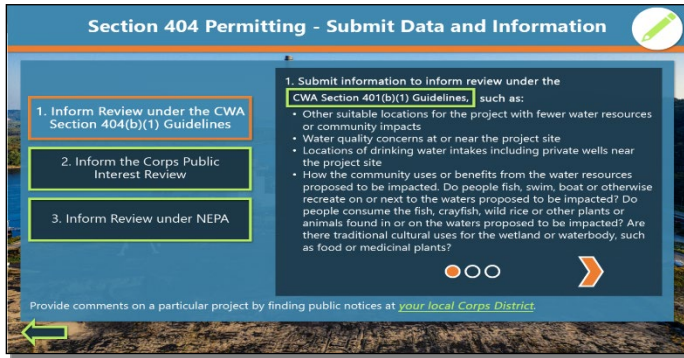 Section 404 Permitting - Submit Data and Information
1. Inform Review under the CWA
Section 404(b)(1) Guidelines
2. Inform the Corps Public
Interest Review
3. Inform Review under NEPA
1. Submit information to inform review under the
CWA Section 401(b)(1) Guidelines, such as:
• Other suitable locations for the project with fewer water resources
or community impacts
• Water quality concerns at or near the project site
• Locations of drinking water intakes including private wells near
the project site
• How the community uses or benefits from the water resources
proposed to be impacted. Do people fish, swim, boat or otherwise
recreate on or next to the waters proposed to be impacted? Do
people consume the fish, crayfish, wild rice or other plants or
animals found in or on the waters proposed to be impacted? Are
there traditional cultural uses for the wetland or waterbody, such
as food or medicinal plants?
Provide comments on a particular project by finding public notices at your local Corps District.